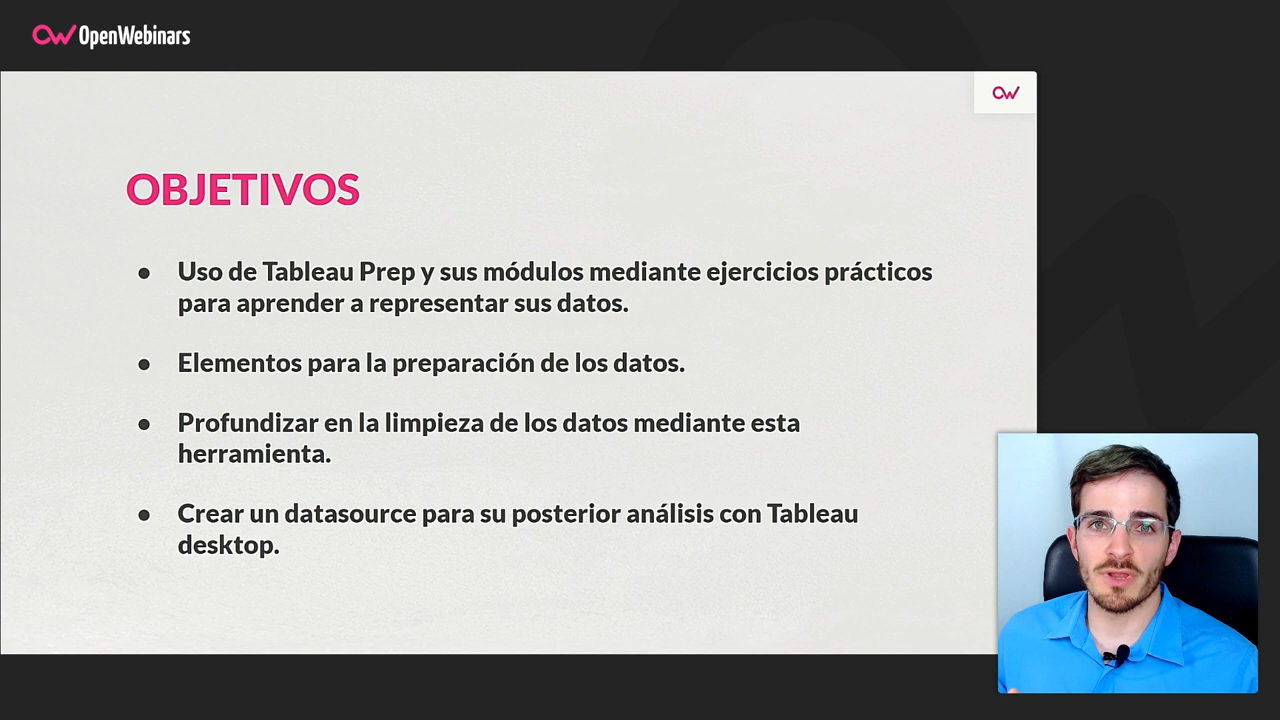 OpenWebinars
OBJETIVOS
● Uso de Tableau Prep y sus módulos mediante ejercicios prácticos
para aprender a representar sus datos.
● Elementos para la preparación de los datos.
● Profundizar en la limpieza de los datos mediante esta
herramienta.
● Crear un datasource para su posterior análisis con Tableau
desktop.